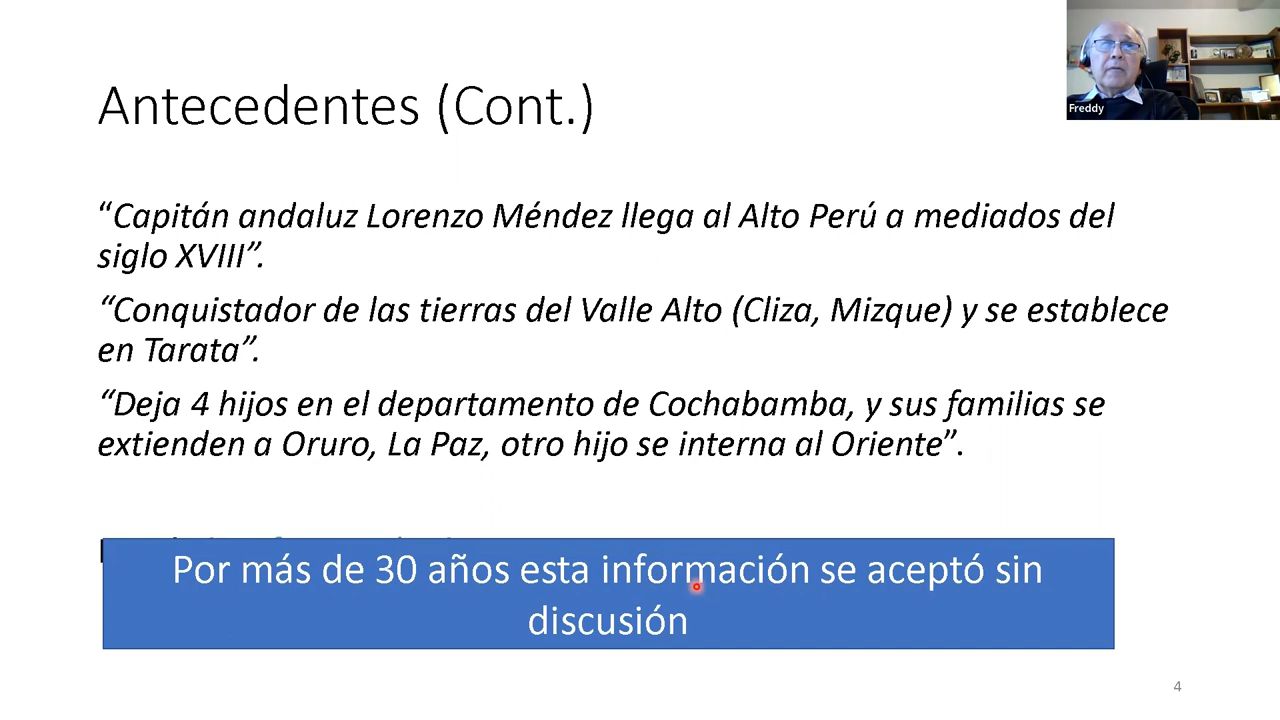 Freddy
Antecedentes (Cont.)
“Capitán andaluz Lorenzo Méndez llega al Alto Perú a mediados del
siglo XVIII”.
“Conquistador de las tierras del Valle Alto (Cliza, Mizque) y se establece
en Tarata”.
“Deja 4 hijos en el departamento de Cochabamba, y sus familias se
extienden a Oruro, La Paz, otro hijo se interna al Oriente”.
Por más de 30 años esta información se aceptó sin
discusión
4